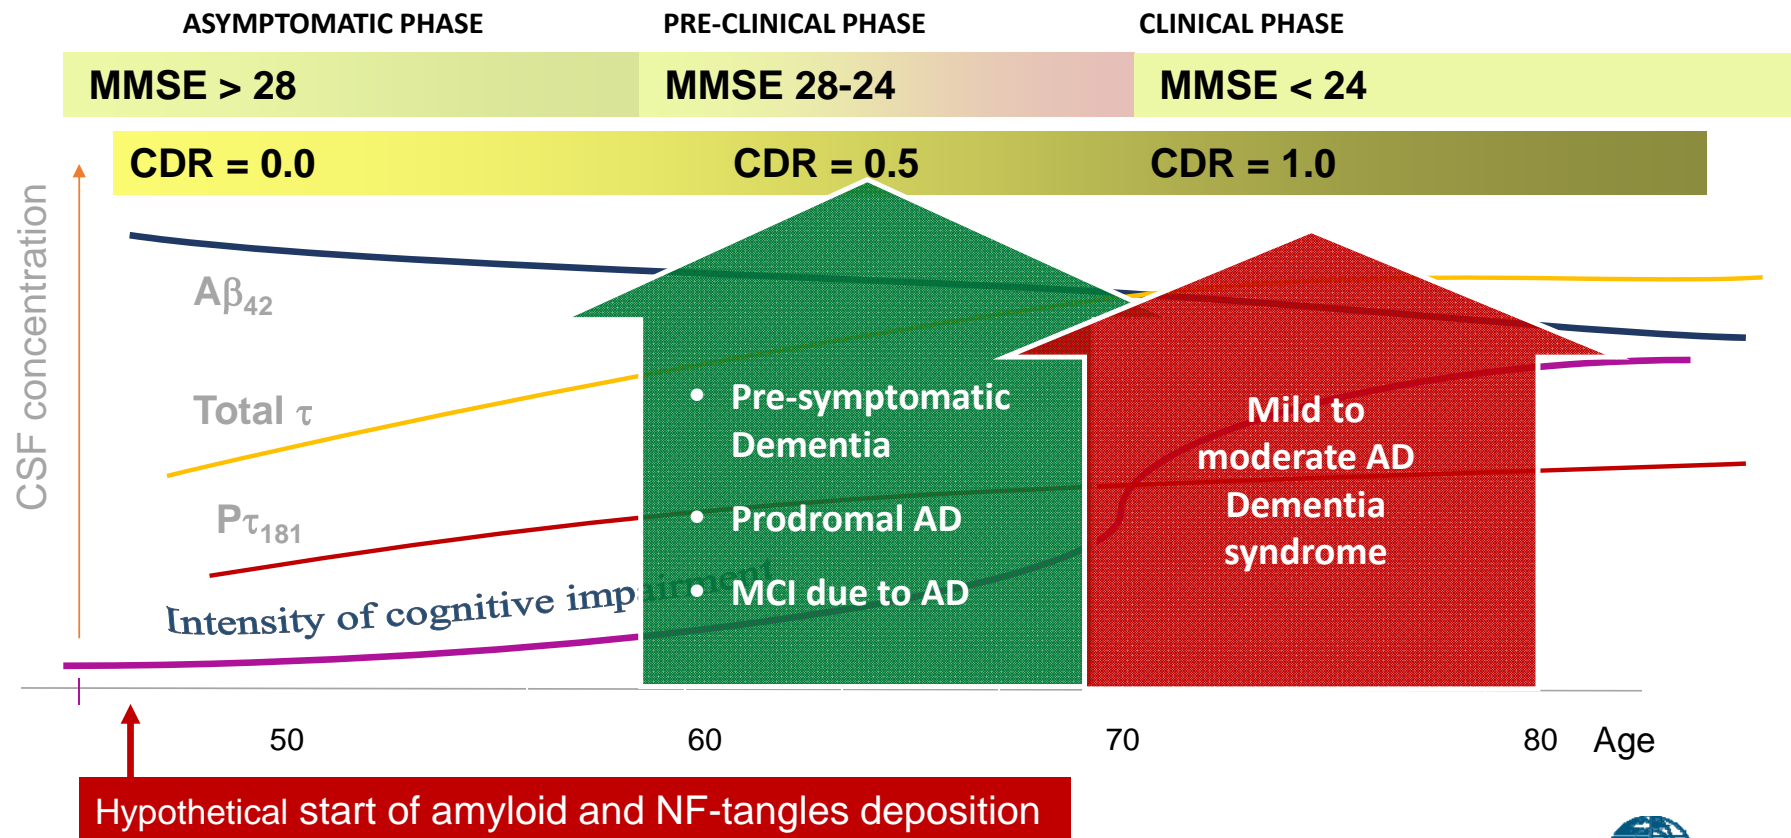 ASYMPTOMATIC PHASE PRE-CLINICAL PHASE CLINICAL PHASE
MMSE > 28 MMSE 28-24 MMSE < 24
CDR = 0.0 CDR = 0.5 CDR = 1.0
CSF concentration
Aβ42
Total τ
Pτ181
Intensity of cognitive impairment
• Pre-symptomatic
Dementia
• Prodromal AD
• MCI due to AD
Mild to
moderate AD
Dementia
syndrome
50 60 70 80 Age
Hypothetical start of amyloid and NF-tangles deposition